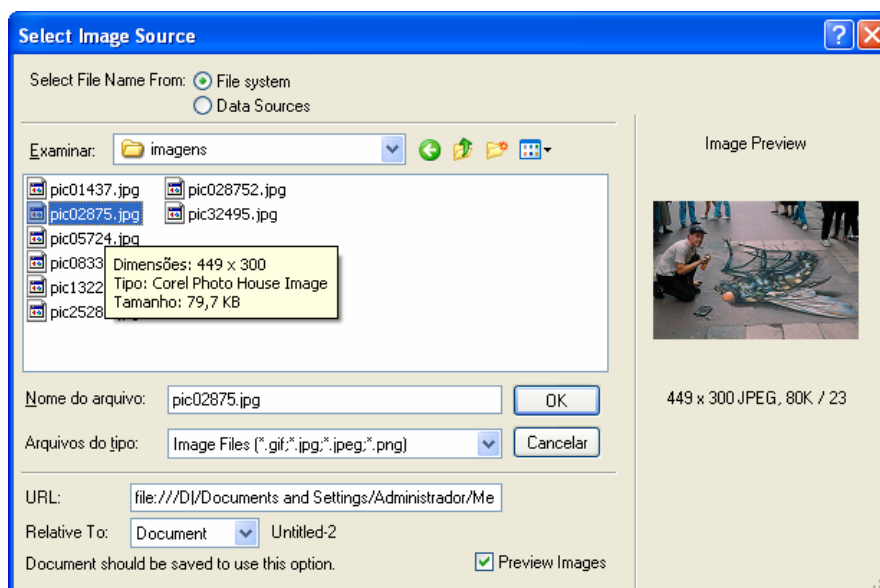 Select Image Source
Select File Name From: File system
Data Sources
Examinar: imagens
Image Preview
pic01437.jpg pic028752.jpg
pic02875.jpg pic32495.jpg
pic05724.jpg
pic0833
pic1322
pic2528
Dimensões: 449 x 300
Tipo: Corel Photo House Image
Tamanho: 79,7 KB
Nome do arquivo: pic02875.jpg OK
449 x 300 JPEG, 80K / 23
Arquivos do tipo: Image Files (*.gif;*.jpg;*.jpeg;*.png) Cancelar
URL: file:///D|/Documents and Settings/Administrador/Me
Relative To: Document Untitled-2
Document should be saved to use this option. Preview Images